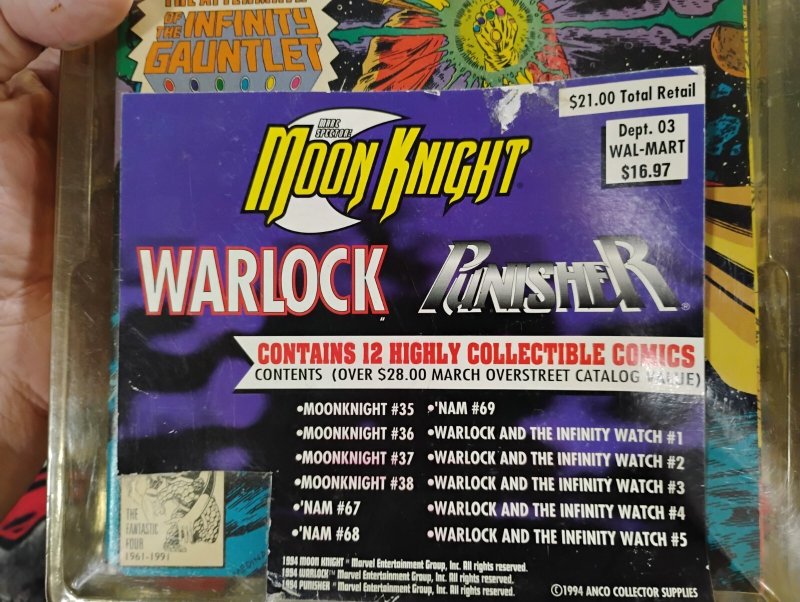 THE AFTERMATH
OF THE INFINITY
GAUNTLET
$21.00 Total Retail
Dept. 03
WAL-MART
$16.97
MARC
SPECTOR:
MOON KNIGHT®
WARLOCK™
PUNISHER®
CONTAINS 12 HIGHLY COLLECTIBLE COMICS
CONTENTS (OVER $28.00 MARCH OVERSTREET CATALOG VALUE)
•MOONKNIGHT #35
•MOONKNIGHT #36
•MOONKNIGHT #37
•MOONKNIGHT #38
•'NAM #67
•'NAM #68
•'NAM #69
•WARLOCK AND THE INFINITY WATCH #1
•WARLOCK AND THE INFINITY WATCH #2
•WARLOCK AND THE INFINITY WATCH #3
•WARLOCK AND THE INFINITY WATCH #4
•WARLOCK AND THE INFINITY WATCH #5
THE
FANTASTIC
FOUR
1961-1991
1994 MOON KNIGHT ™ Marvel Entertainment Group, Inc. All rights reserved.
1994 WARLOCK™ Marvel Entertainment Group, Inc. All rights reserved.
1994 PUNISHER ® Marvel Entertainment Group, Inc. All rights reserved.
©1994 ANCO COLLECTOR SUPPLIES